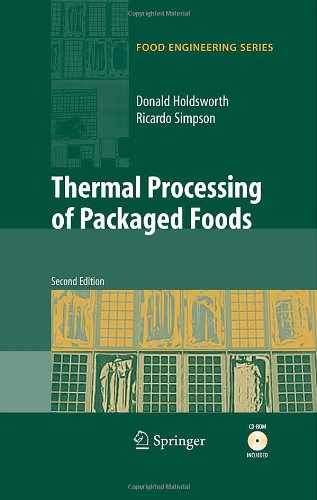 FOOD ENGINEERING SERIES
Donald Holdsworth
Ricardo Simpson
Thermal Processing
of Packaged Foods
Second Edition
CD-ROM
INCLUDED
Springer